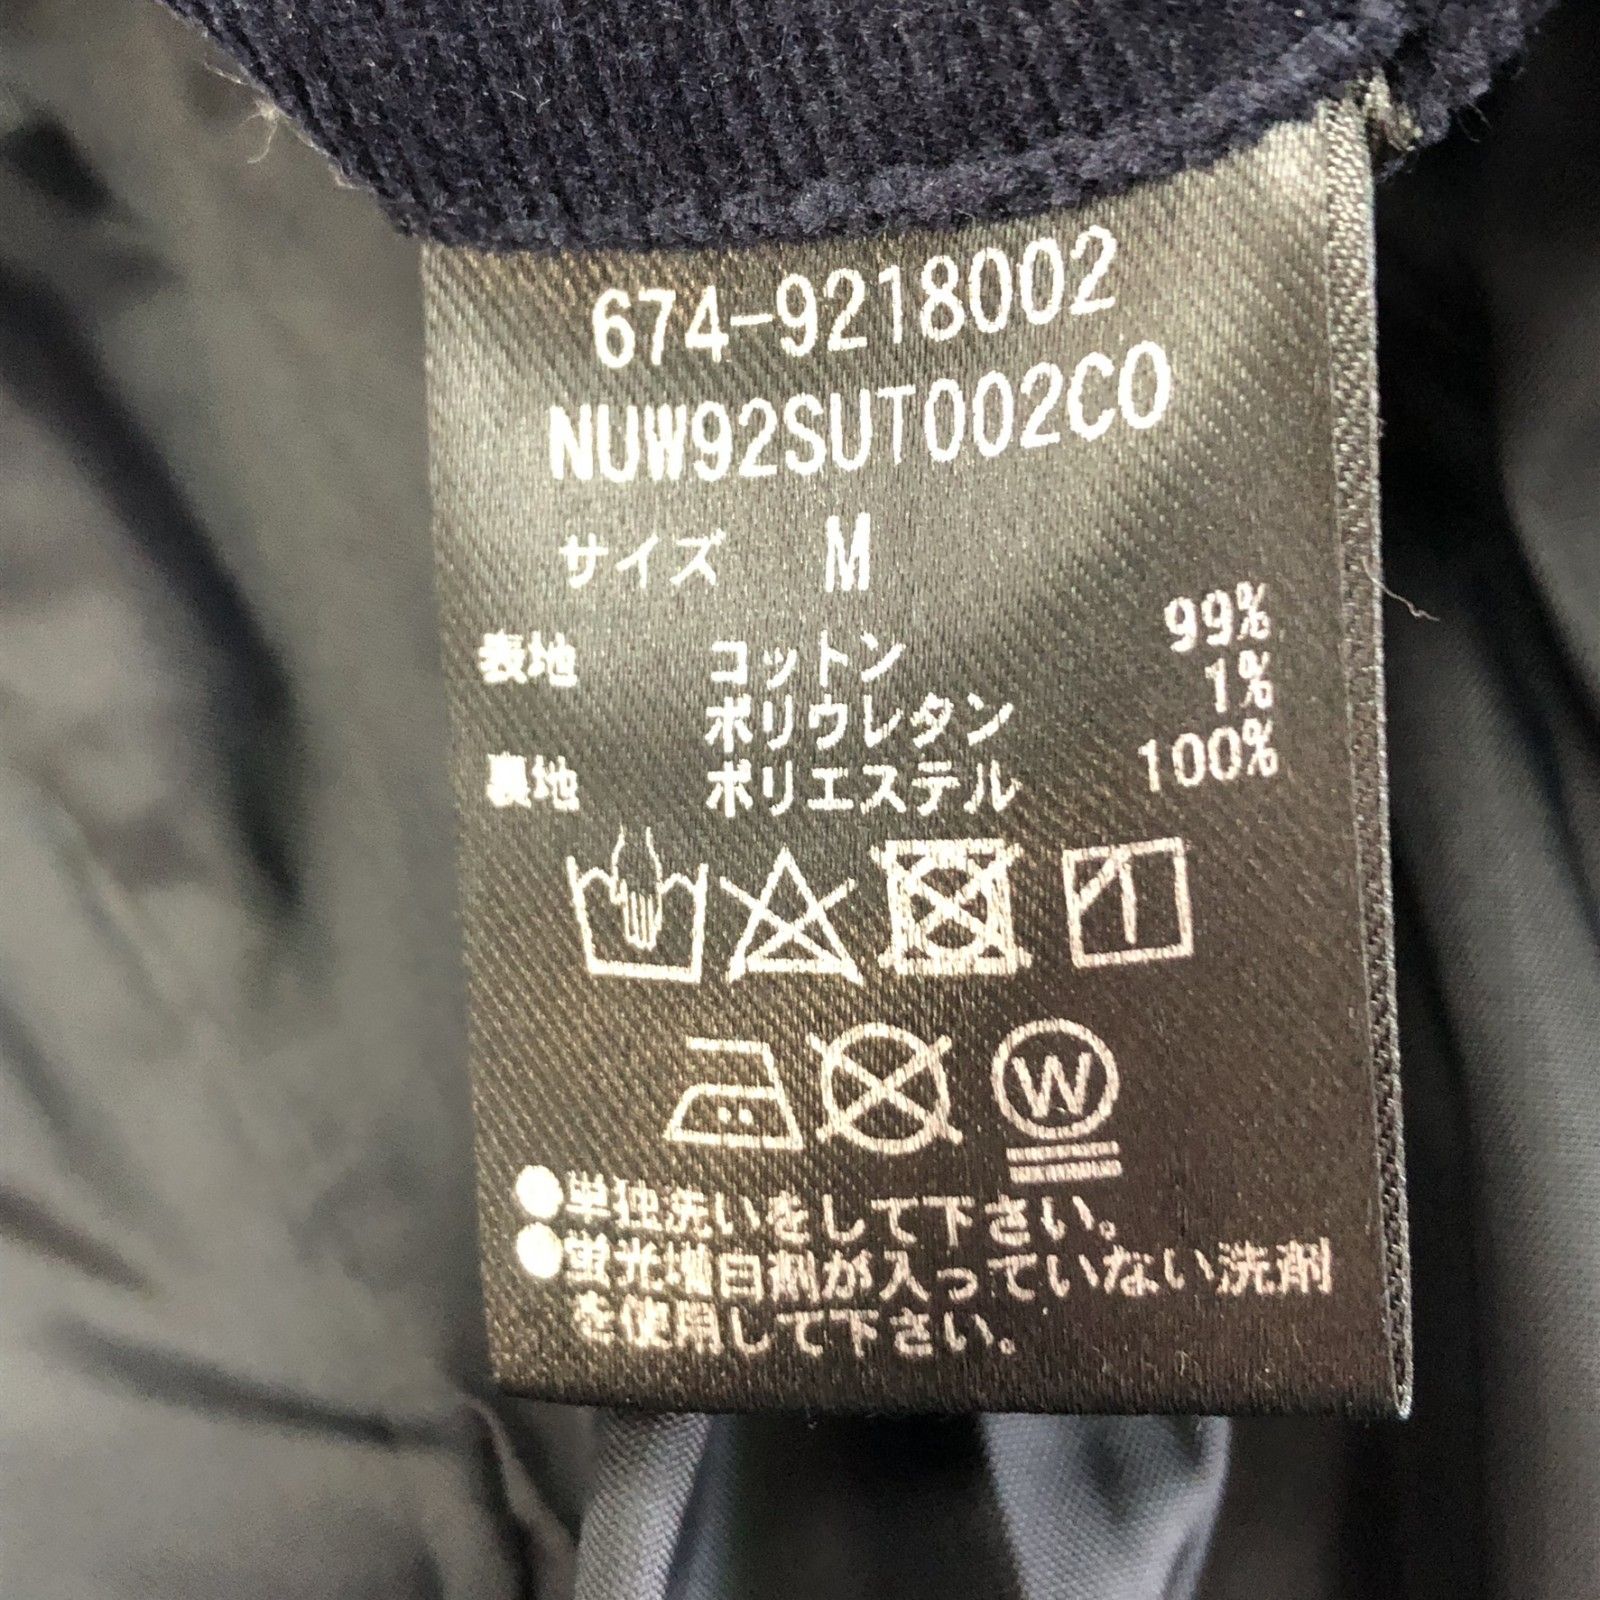 674-9218002
NUW92SUT002CO
サイズ M
表地 コットン 99%
ポリウレタン 1%
裏地 ポリエステル 100%
W
●単独洗いをして下さい。
●蛍光増白剤が入っていない洗剤
を使用して下さい。